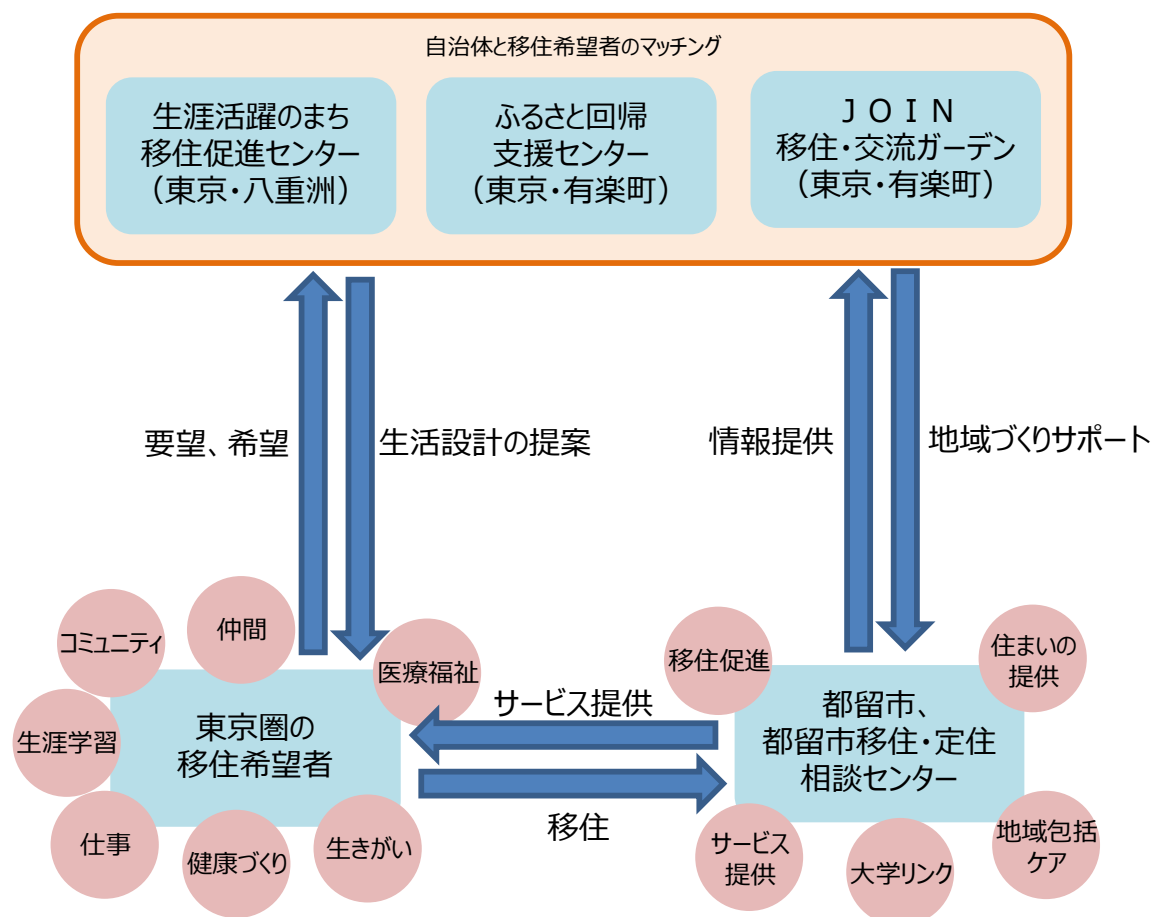 自治体と移住希望者のマッチング
生涯活躍のまち
移住促進センター
（東京・八重洲）
ふるさと回帰
支援センター
（東京・有楽町）
ＪＯＩＮ
移住・交流ガーデン
（東京・有楽町）
要望、希望
生活設計の提案
情報提供
地域づくりサポート
コミュニティ
仲間
医療福祉
生涯学習
東京圏の
移住希望者
仕事
健康づくり
生きがい
サービス提供
移住
移住促進
住まいの
提供
都留市、
都留市移住・定住
相談センター
サービス
提供
大学リンク
地域包括
ケア